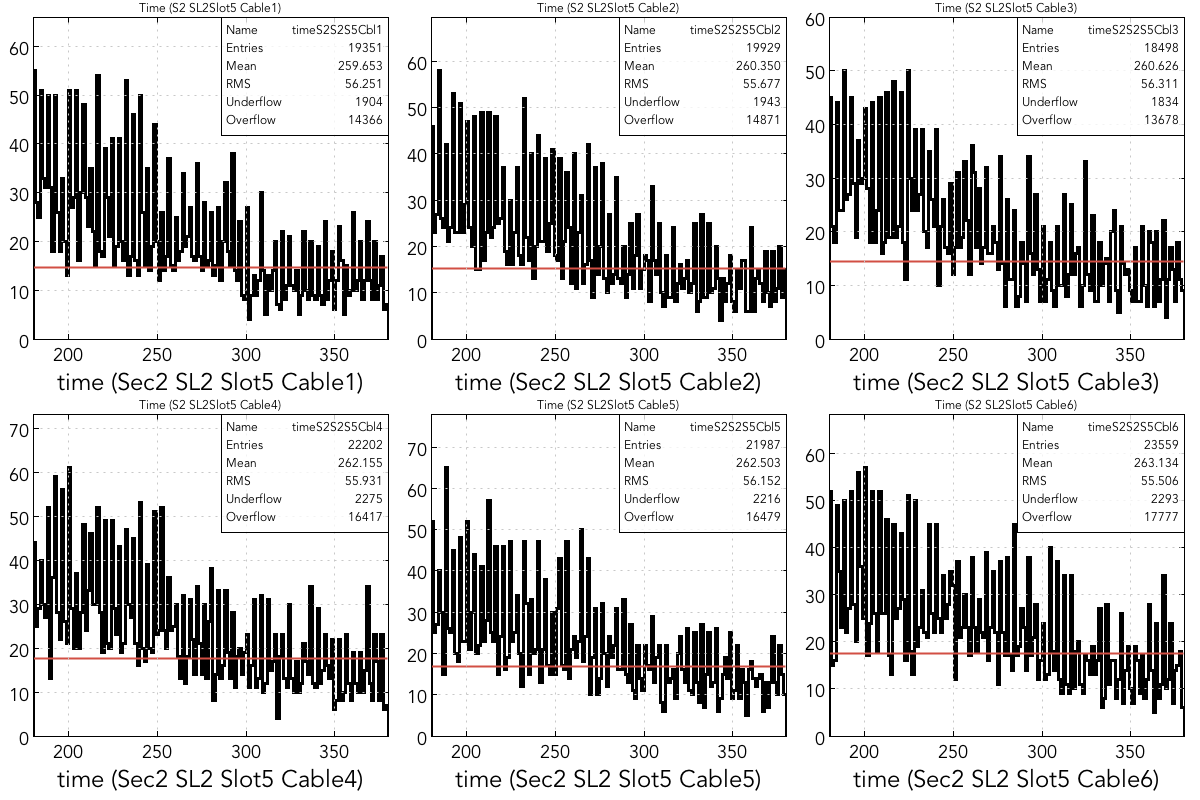 Time (S2 SL2Slot5 Cable1)
Name timeS2S2S5Cbl1
Entries 19351
Mean 259.653
RMS 56.251
Underflow 1904
Overflow 14366
60
50
40
30
20
10
0
200 250 300 350
time (Sec2 SL2 Slot5 Cable1)
Time (S2 SL2Slot5 Cable2)
Name timeS2S2S5Cbl2
Entries 19929
Mean 260.350
RMS 55.677
Underflow 1943
Overflow 14871
60
50
40
30
20
10
0
200 250 300 350
time (Sec2 SL2 Slot5 Cable2)
Time (S2 SL2Slot5 Cable3)
Name timeS2S2S5Cbl3
Entries 18498
Mean 260.626
RMS 56.311
Underflow 1834
Overflow 13678
60
50
40
30
20
10
0
200 250 300 350
time (Sec2 SL2 Slot5 Cable3)
Time (S2 SL2Slot5 Cable4)
Name timeS2S2S5Cbl4
Entries 22202
Mean 262.155
RMS 55.931
Underflow 2275
Overflow 16417
70
60
50
40
30
20
10
0
200 250 300 350
time (Sec2 SL2 Slot5 Cable4)
Time (S2 SL2Slot5 Cable5)
Name timeS2S2S5Cbl5
Entries 21987
Mean 262.503
RMS 56.152
Underflow 2216
Overflow 16479
70
60
50
40
30
20
10
0
200 250 300 350
time (Sec2 SL2 Slot5 Cable5)
Time (S2 SL2Slot5 Cable6)
Name timeS2S2S5Cbl6
Entries 23559
Mean 263.134
RMS 55.506
Underflow 2293
Overflow 17777
60
50
40
30
20
10
0
200 250 300 350
time (Sec2 SL2 Slot5 Cable6)